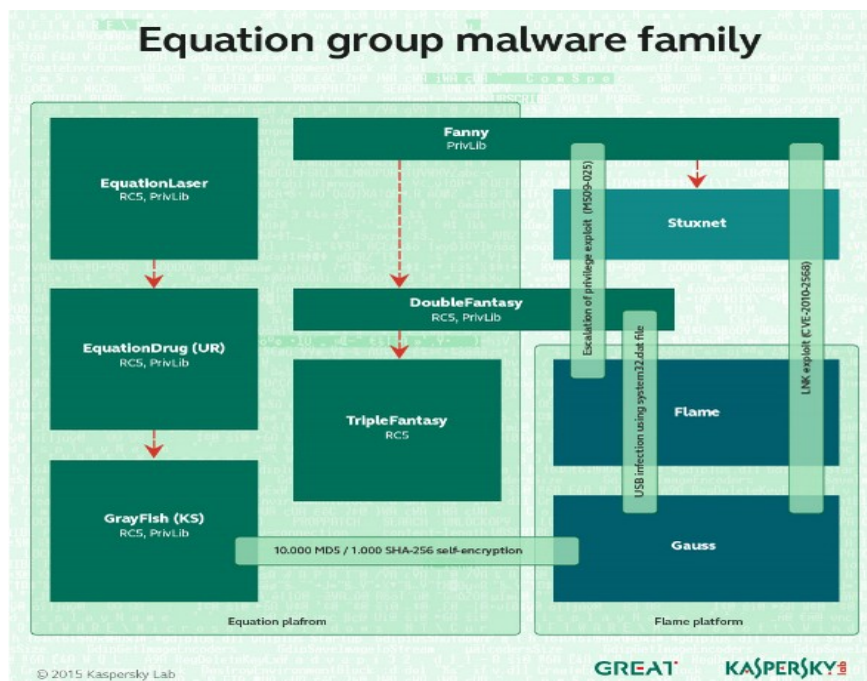 Equation group malware family
Fanny
PrivLib
EquationLaser
RC5, PrivLib
Stuxnet
Escalation of privilege exploit (MS09-025)
LNK exploit (CVE-2010-2568)
DoubleFantasy
RC5, PrivLib
EquationDrug (UR)
RC5, PrivLib
USB infection using system32.dat file
Flame
TripleFantasy
RC5
GrayFish (KS)
RC5, PrivLib
10.000 MD5 / 1.000 SHA-256 self-encryption
Gauss
Equation plafrom
Flame platform
© 2015 Kaspersky Lab
GREAT
KASPERSKY lab